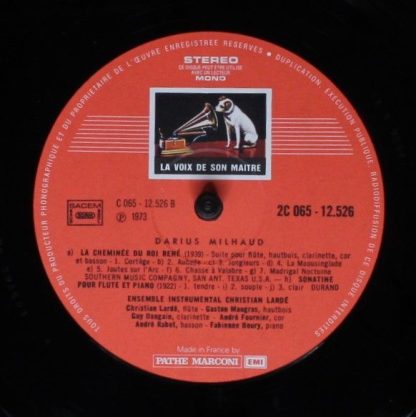 TOUS DROITS DU PRODUCTEUR PHONOGRAPHIQUE ET DU PROPRIETAIRE DE L'ŒUVRE ENREGISTREE RESERVES • DUPLICATION, EXECUTION PUBLIQUE, RADIODIFFUSION DE CE DISQUE INTERDITES
STEREO
CE DISQUE PEUT ETRE UTILISE
AVEC UN LECTEUR
MONO
LA VOIX DE SON MAITRE
SACEM
C 065 - 12.526 B
℗ 1973
2C 065 - 12.526
DARIUS MILHAUD
a) LA CHEMINÉE DU ROI RENÉ (1939) - Suite pour flûte, hautbois, clarinette, cor
et basson - 1. Cortège - b) 2. Aubade - c) 3. Jongleurs - d) 4. La Maousinglade
e) 5. Joutes sur l'Arc - f) 6. Chasse à Valabre - g) 7. Madrigal Nocturne
SOUTHERN MUSIC COMPANY, SAN ANT. TEXAS U.S.A. — h) SONATINE
POUR FLUTE ET PIANO (1922) - 1. tendre - i) 2. souple - j) 3. clair - DURAND
ENSEMBLE INSTRUMENTAL CHRISTIAN LARDÉ
Christian Lardé, flûte - Gaston Maugras, hautbois
Guy Dangain, clarinette - André Fournier, cor
André Rabot, basson - Fabienne Boury, piano
Made in France by
PATHE MARCONI EMI